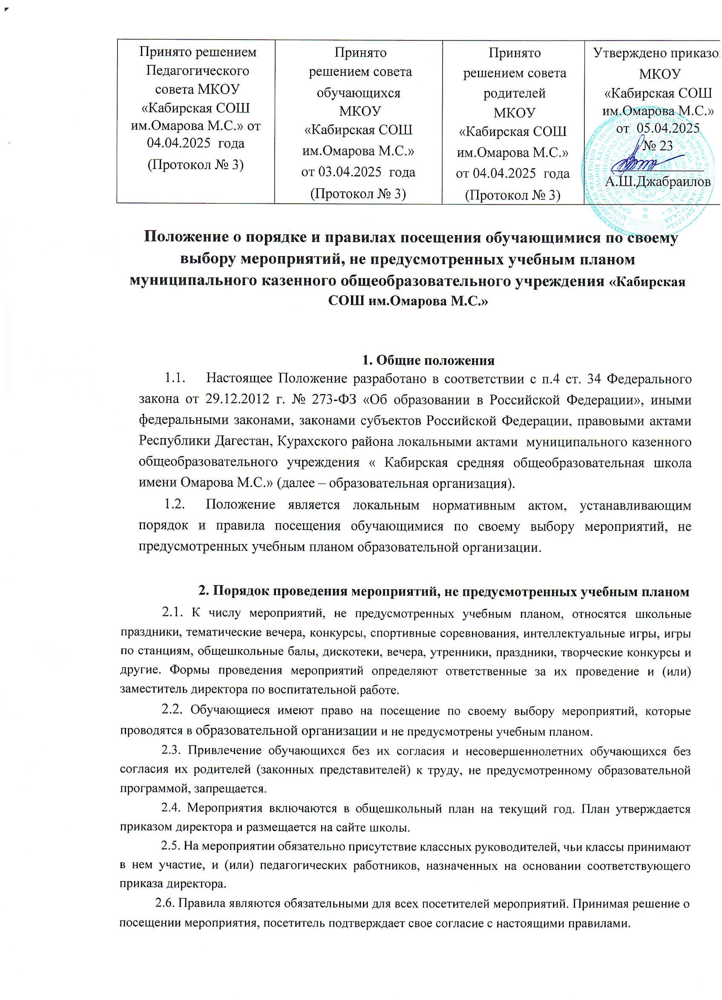 Принято решением
Педагогического
совета МКОУ
«Кабирская СОШ
им.Омарова М.С.» от
04.04.2025 года
(Протокол № 3)
Принято
решением совета
обучающихся
МКОУ
«Кабирская СОШ
им.Омарова М.С.»
от 03.04.2025 года
(Протокол № 3)
Принято
решением совета
родителей
МКОУ
«Кабирская СОШ
им.Омарова М.С.»
от 04.04.2025 года
(Протокол № 3)
Утверждено приказо
МКОУ
«Кабирская СОШ
им.Омарова М.С.»
от 05.04.2025
№ 23
А.Ш.Джабраилов
Положение о порядке и правилах посещения обучающимися по своему
выбору мероприятий, не предусмотренных учебным планом
муниципального казенного общеобразовательного учреждения «Кабирская
СОШ им.Омарова М.С.»
1. Общие положения
1.1. Настоящее Положение разработано в соответствии с п.4 ст. 34 Федерального
закона от 29.12.2012 г. № 273-ФЗ «Об образовании в Российской Федерации», иными
федеральными законами, законами субъектов Российской Федерации, правовыми актами
Республики Дагестан, Курахского района локальными актами муниципального казенного
общеобразовательного учреждения « Кабирская средняя общеобразовательная школа
имени Омарова М.С.» (далее – образовательная организация).
1.2. Положение является локальным нормативным актом, устанавливающим
порядок и правила посещения обучающимися по своему выбору мероприятий, не
предусмотренных учебным планом образовательной организации.
2. Порядок проведения мероприятий, не предусмотренных учебным планом
2.1. К числу мероприятий, не предусмотренных учебным планом, относятся школьные
праздники, тематические вечера, конкурсы, спортивные соревнования, интеллектуальные игры, игры
по станциям, общешкольные балы, дискотеки, вечера, утренники, праздники, творческие конкурсы и
другие. Формы проведения мероприятий определяют ответственные за их проведение и (или)
заместитель директора по воспитательной работе.
2.2. Обучающиеся имеют право на посещение по своему выбору мероприятий, которые
проводятся в образовательной организации и не предусмотрены учебным планом.
2.3. Привлечение обучающихся без их согласия и несовершеннолетних обучающихся без
согласия их родителей (законных представителей) к труду, не предусмотренному образовательной
программой, запрещается.
2.4. Мероприятия включаются в общешкольный план на текущий год. План утверждается
приказом директора и размещается на сайте школы.
2.5. На мероприятии обязательно присутствие классных руководителей, чьи классы принимают
в нем участие, и (или) педагогических работников, назначенных на основании соответствующего
приказа директора.
2.6. Правила являются обязательными для всех посетителей мероприятий. Принимая решение о
посещении мероприятия, посетитель подтверждает свое согласие с настоящими правилами.